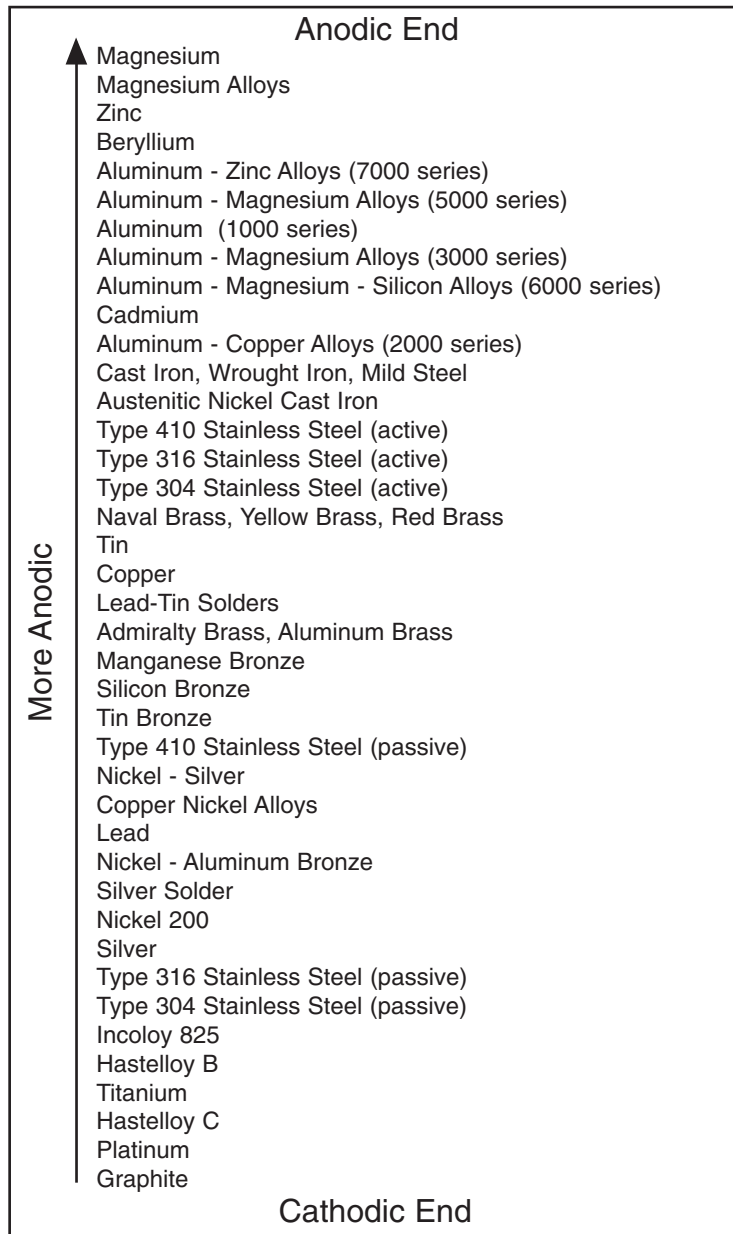 Anodic End
Magnesium
Magnesium Alloys
Zinc
Beryllium
Aluminum - Zinc Alloys (7000 series)
Aluminum - Magnesium Alloys (5000 series)
Aluminum (1000 series)
Aluminum - Magnesium Alloys (3000 series)
Aluminum - Magnesium - Silicon Alloys (6000 series)
Cadmium
Aluminum - Copper Alloys (2000 series)
Cast Iron, Wrought Iron, Mild Steel
Austenitic Nickel Cast Iron
Type 410 Stainless Steel (active)
Type 316 Stainless Steel (active)
Type 304 Stainless Steel (active)
Naval Brass, Yellow Brass, Red Brass
Tin
Copper
Lead-Tin Solders
Admiralty Brass, Aluminum Brass
Manganese Bronze
Silicon Bronze
Tin Bronze
Type 410 Stainless Steel (passive)
Nickel - Silver
Copper Nickel Alloys
Lead
Nickel - Aluminum Bronze
Silver Solder
Nickel 200
Silver
Type 316 Stainless Steel (passive)
Type 304 Stainless Steel (passive)
Incoloy 825
Hastelloy B
Titanium
Hastelloy C
Platinum
Graphite
Cathodic End
More Anodic